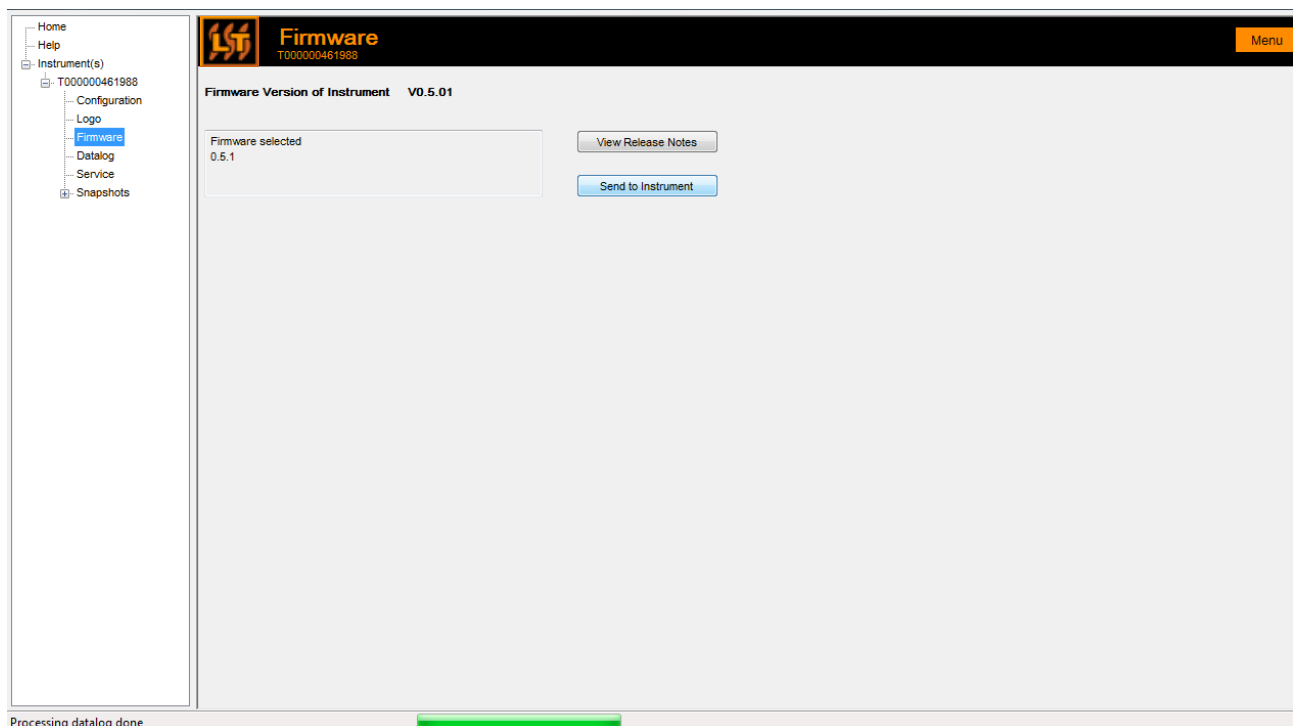 Home
Help
Instrument(s)
T000000461988
Configuration
Logo
Firmware
Datalog
Service
Snapshots
LST
Firmware
T000000461988
Menu
Firmware Version of Instrument V0.5.01
Firmware selected
0.5.1
View Release Notes
Send to Instrument
Processing datalog done